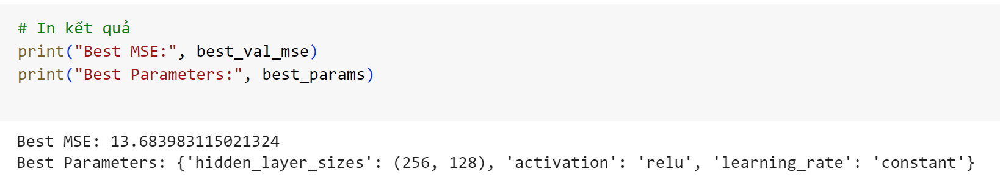 # In kết quả
print("Best MSE:", best_val_mse)
print("Best Parameters:", best_params)
Best MSE: 13.683983115021324
Best Parameters: {'hidden_layer_sizes': (256, 128), 'activation': 'relu', 'learning_rate': 'constant'}